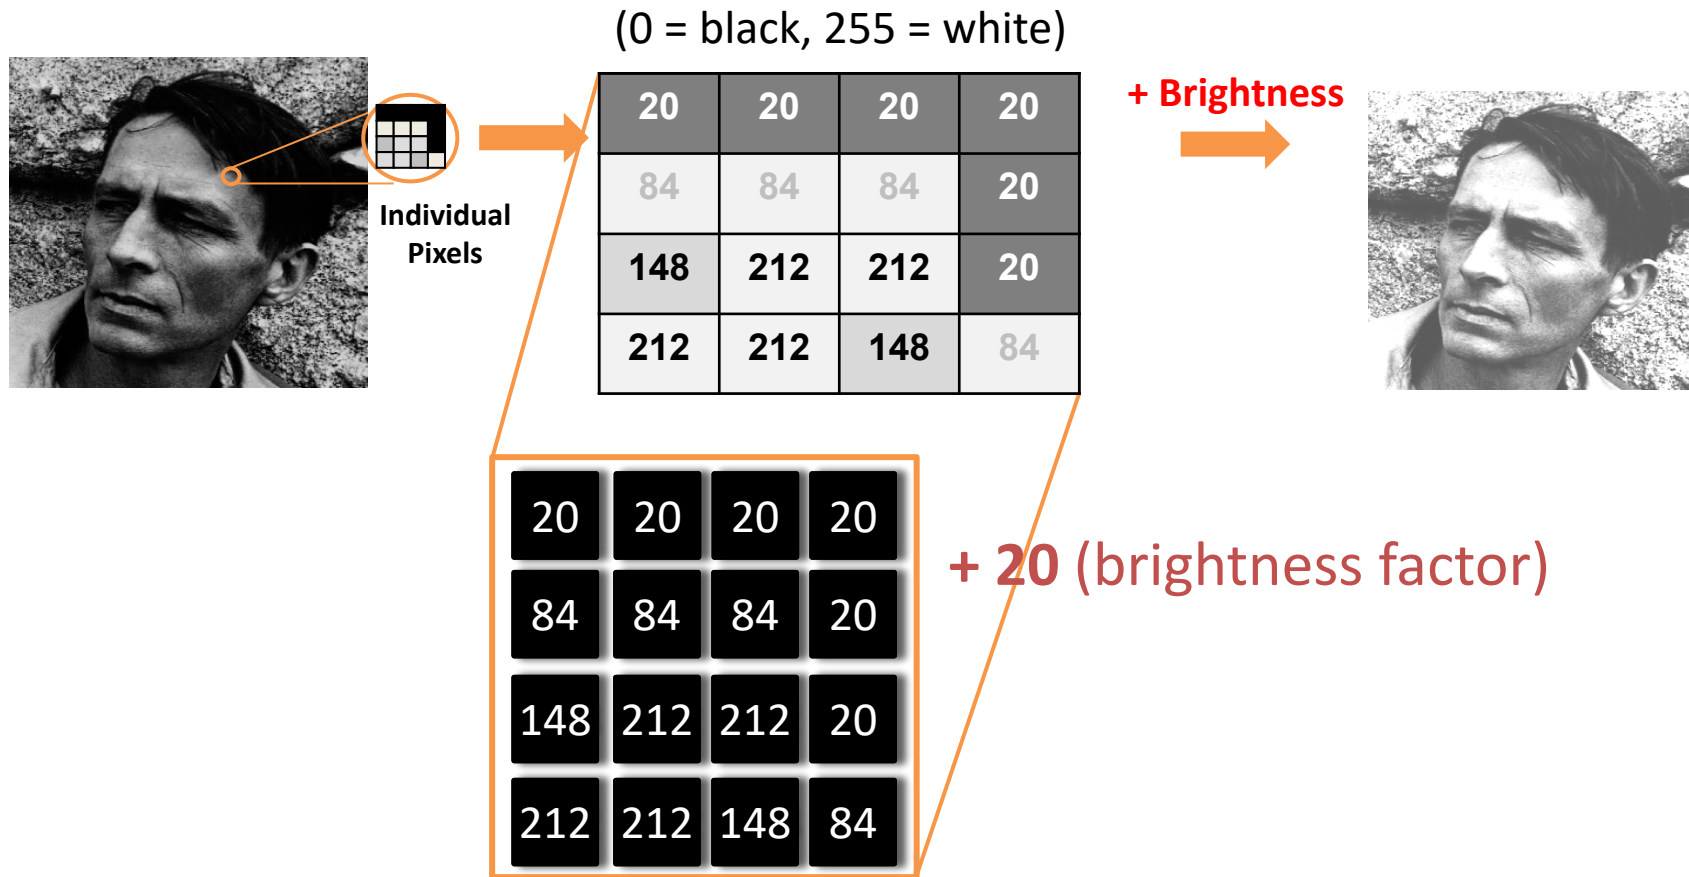 (0 = black, 255 = white)
+ Brightness
Individual
Pixels
20 20 20 20
84 84 84 20
148 212 212 20
212 212 148 84
20 20 20 20
84 84 84 20
148 212 212 20
212 212 148 84
+ 20 (brightness factor)